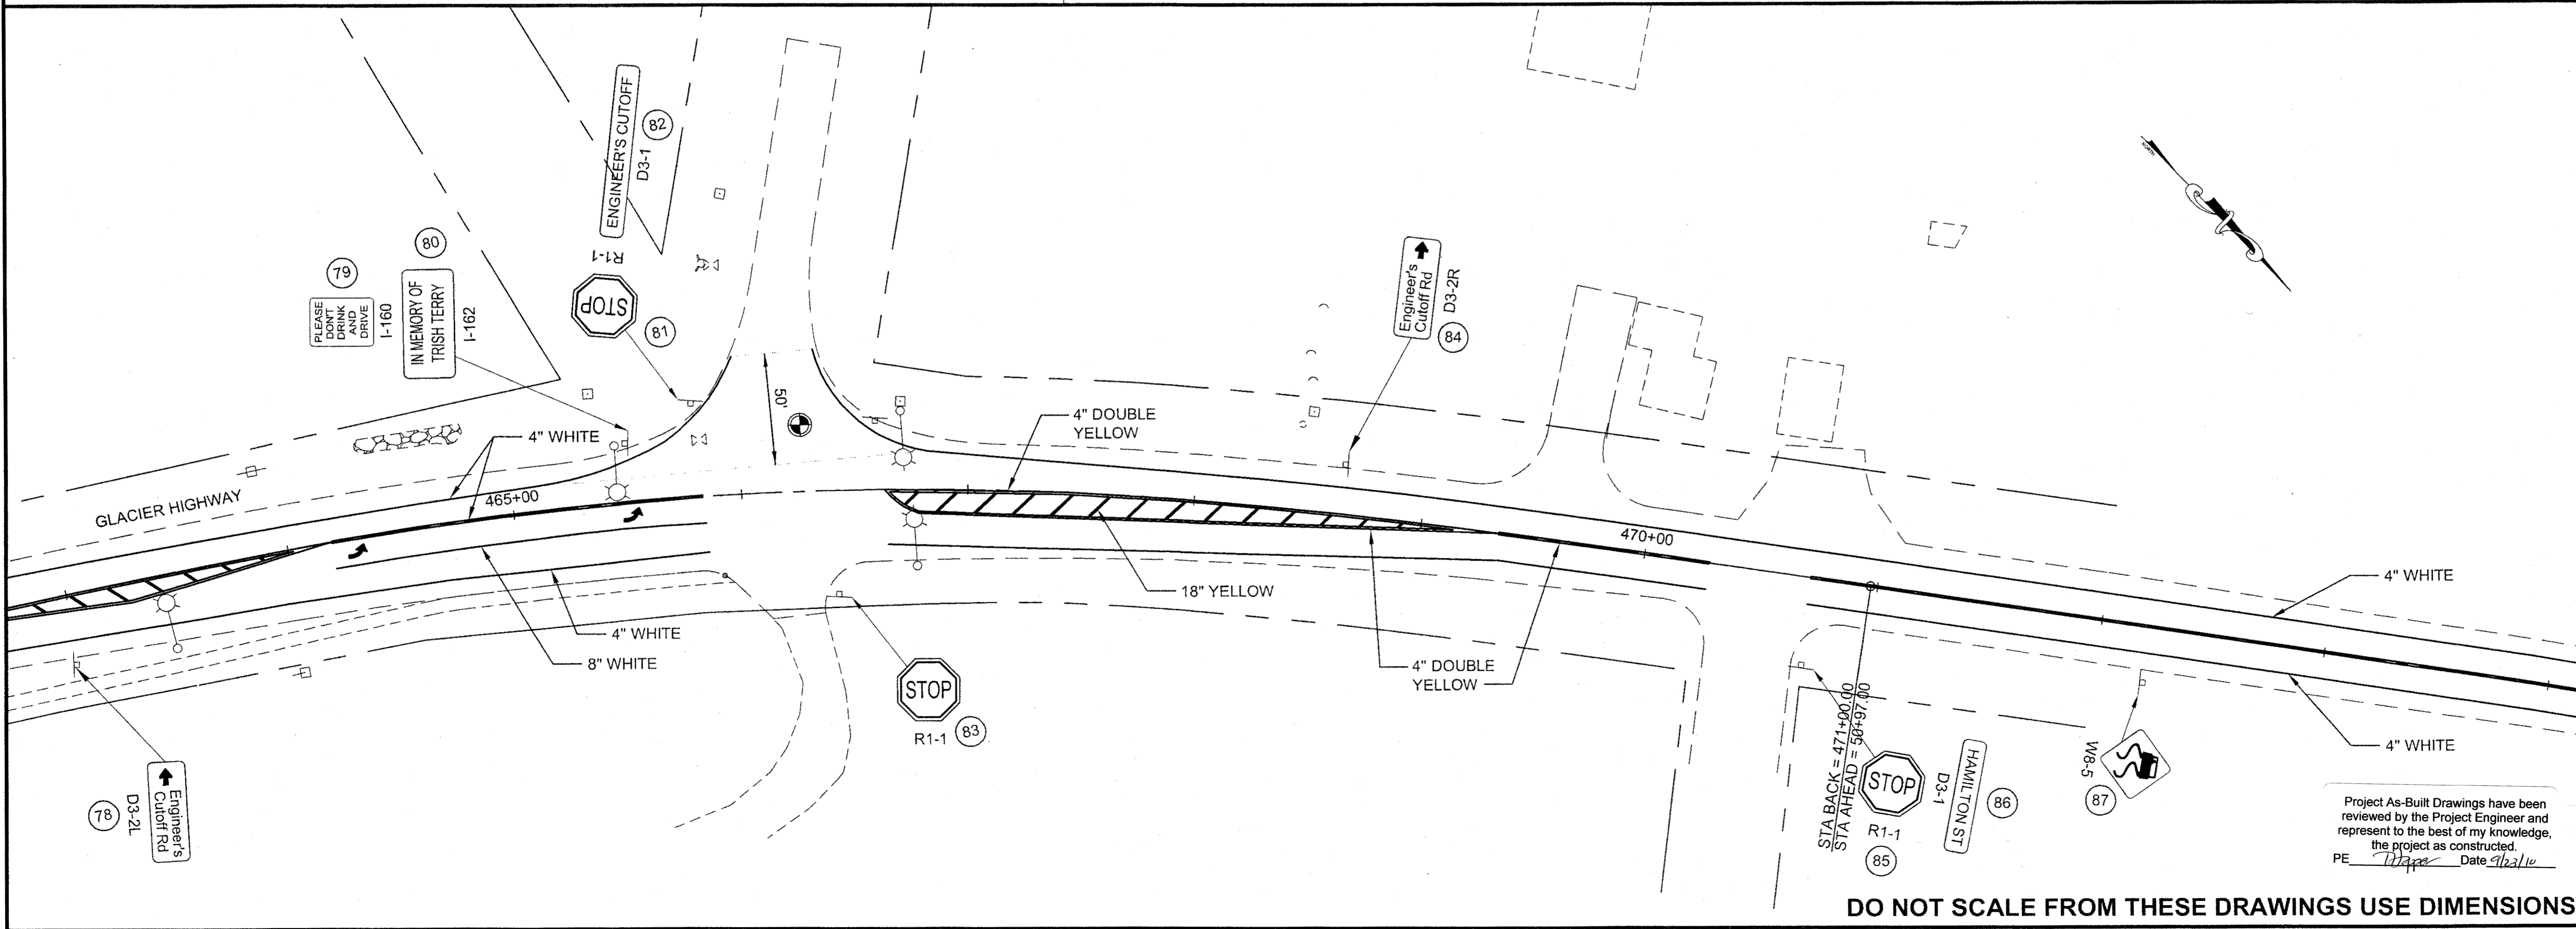 ENGINEER'S CUTOFF
D3-1
82
R1-1
STOP
81
80
IN MEMORY OF
TRISH TERRY
I-162
79
PLEASE
DON'T
DRINK
AND
DRIVE
I-160
NORTH
Engineer's
Cutoff Rd
D3-2R
84
50'
4" DOUBLE
YELLOW
4" WHITE
465+00
GLACIER HIGHWAY
470+00
18" YELLOW
4" WHITE
4" WHITE
8" WHITE
4" DOUBLE
YELLOW
STOP
R1-1
83
Engineer's
Cutoff Rd
D3-2L
78
STA BACK = 471+00.00
STA AHEAD = 50+97.00
STOP
R1-1
85
HAMILTON ST
D3-1
86
W8-5
87
4" WHITE
Project As-Built Drawings have been
reviewed by the Project Engineer and
represent to the best of my knowledge,
the project as constructed.
PE Date 9/23/10
DO NOT SCALE FROM THESE DRAWINGS USE DIMENSIONS